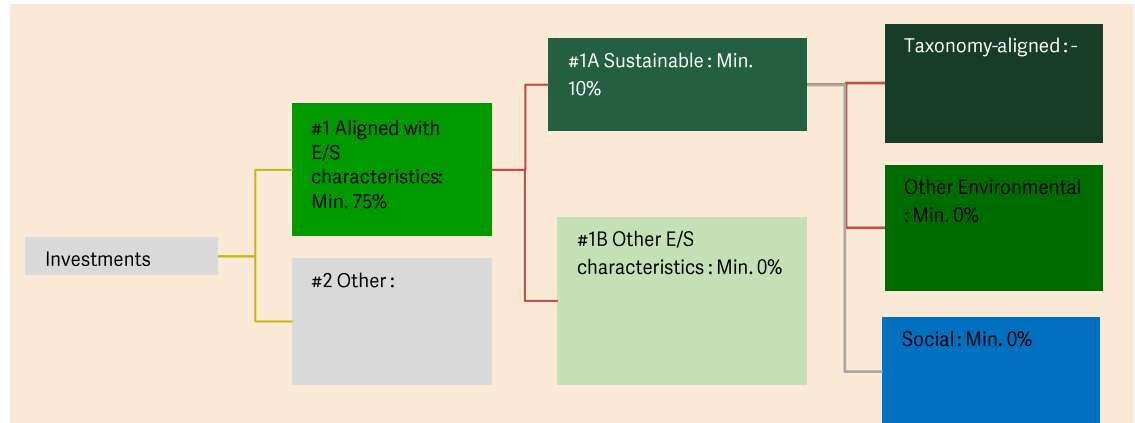 Investments
#1 Aligned with
E/S
characteristics:
Min. 75%
#2 Other :
#1A Sustainable : Min.
10%
#1B Other E/S
characteristics : Min. 0%
Taxonomy-aligned : -
Other Environmental
: Min. 0%
Social : Min. 0%